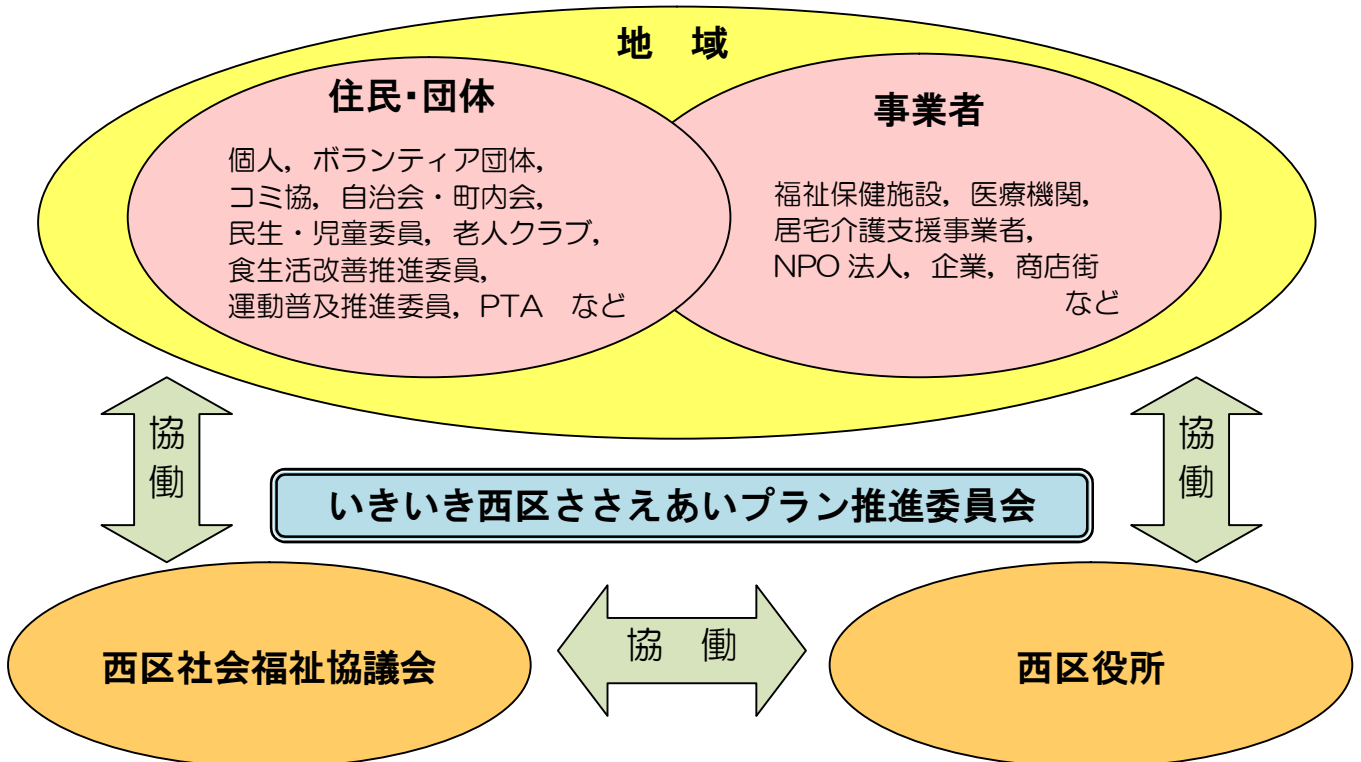 地　域
住民・団体
個人，ボランティア団体，
コミ協，自治会・町内会，
民生・児童委員，老人クラブ，
食生活改善推進委員，
運動普及推進委員，PTA　など
事業者
福祉保健施設，医療機関，
居宅介護支援事業者，
NPO 法人，企業，商店街
など
協
働
協
働
いきいき西区ささえあいプラン推進委員会
西区社会福祉協議会
協　働
西区役所